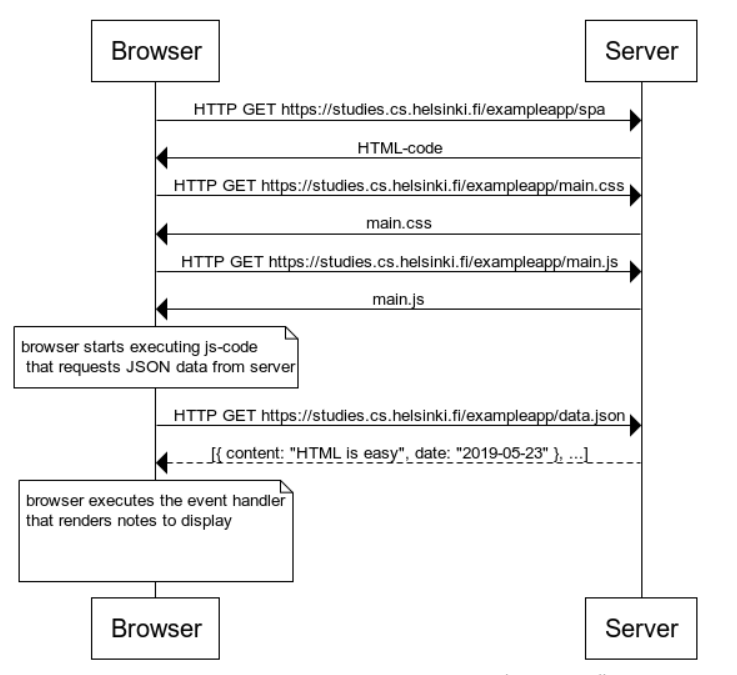 Browser
Server
HTTP GET https://studies.cs.helsinki.fi/exampleapp/spa
HTML-code
HTTP GET https://studies.cs.helsinki.fi/exampleapp/main.css
main.css
HTTP GET https://studies.cs.helsinki.fi/exampleapp/main.js
main.js
browser starts executing js-code
that requests JSON data from server
HTTP GET https://studies.cs.helsinki.fi/exampleapp/data.json
[{ content: "HTML is easy", date: "2019-05-23" }, ...]
browser executes the event handler
that renders notes to display
Browser
Server